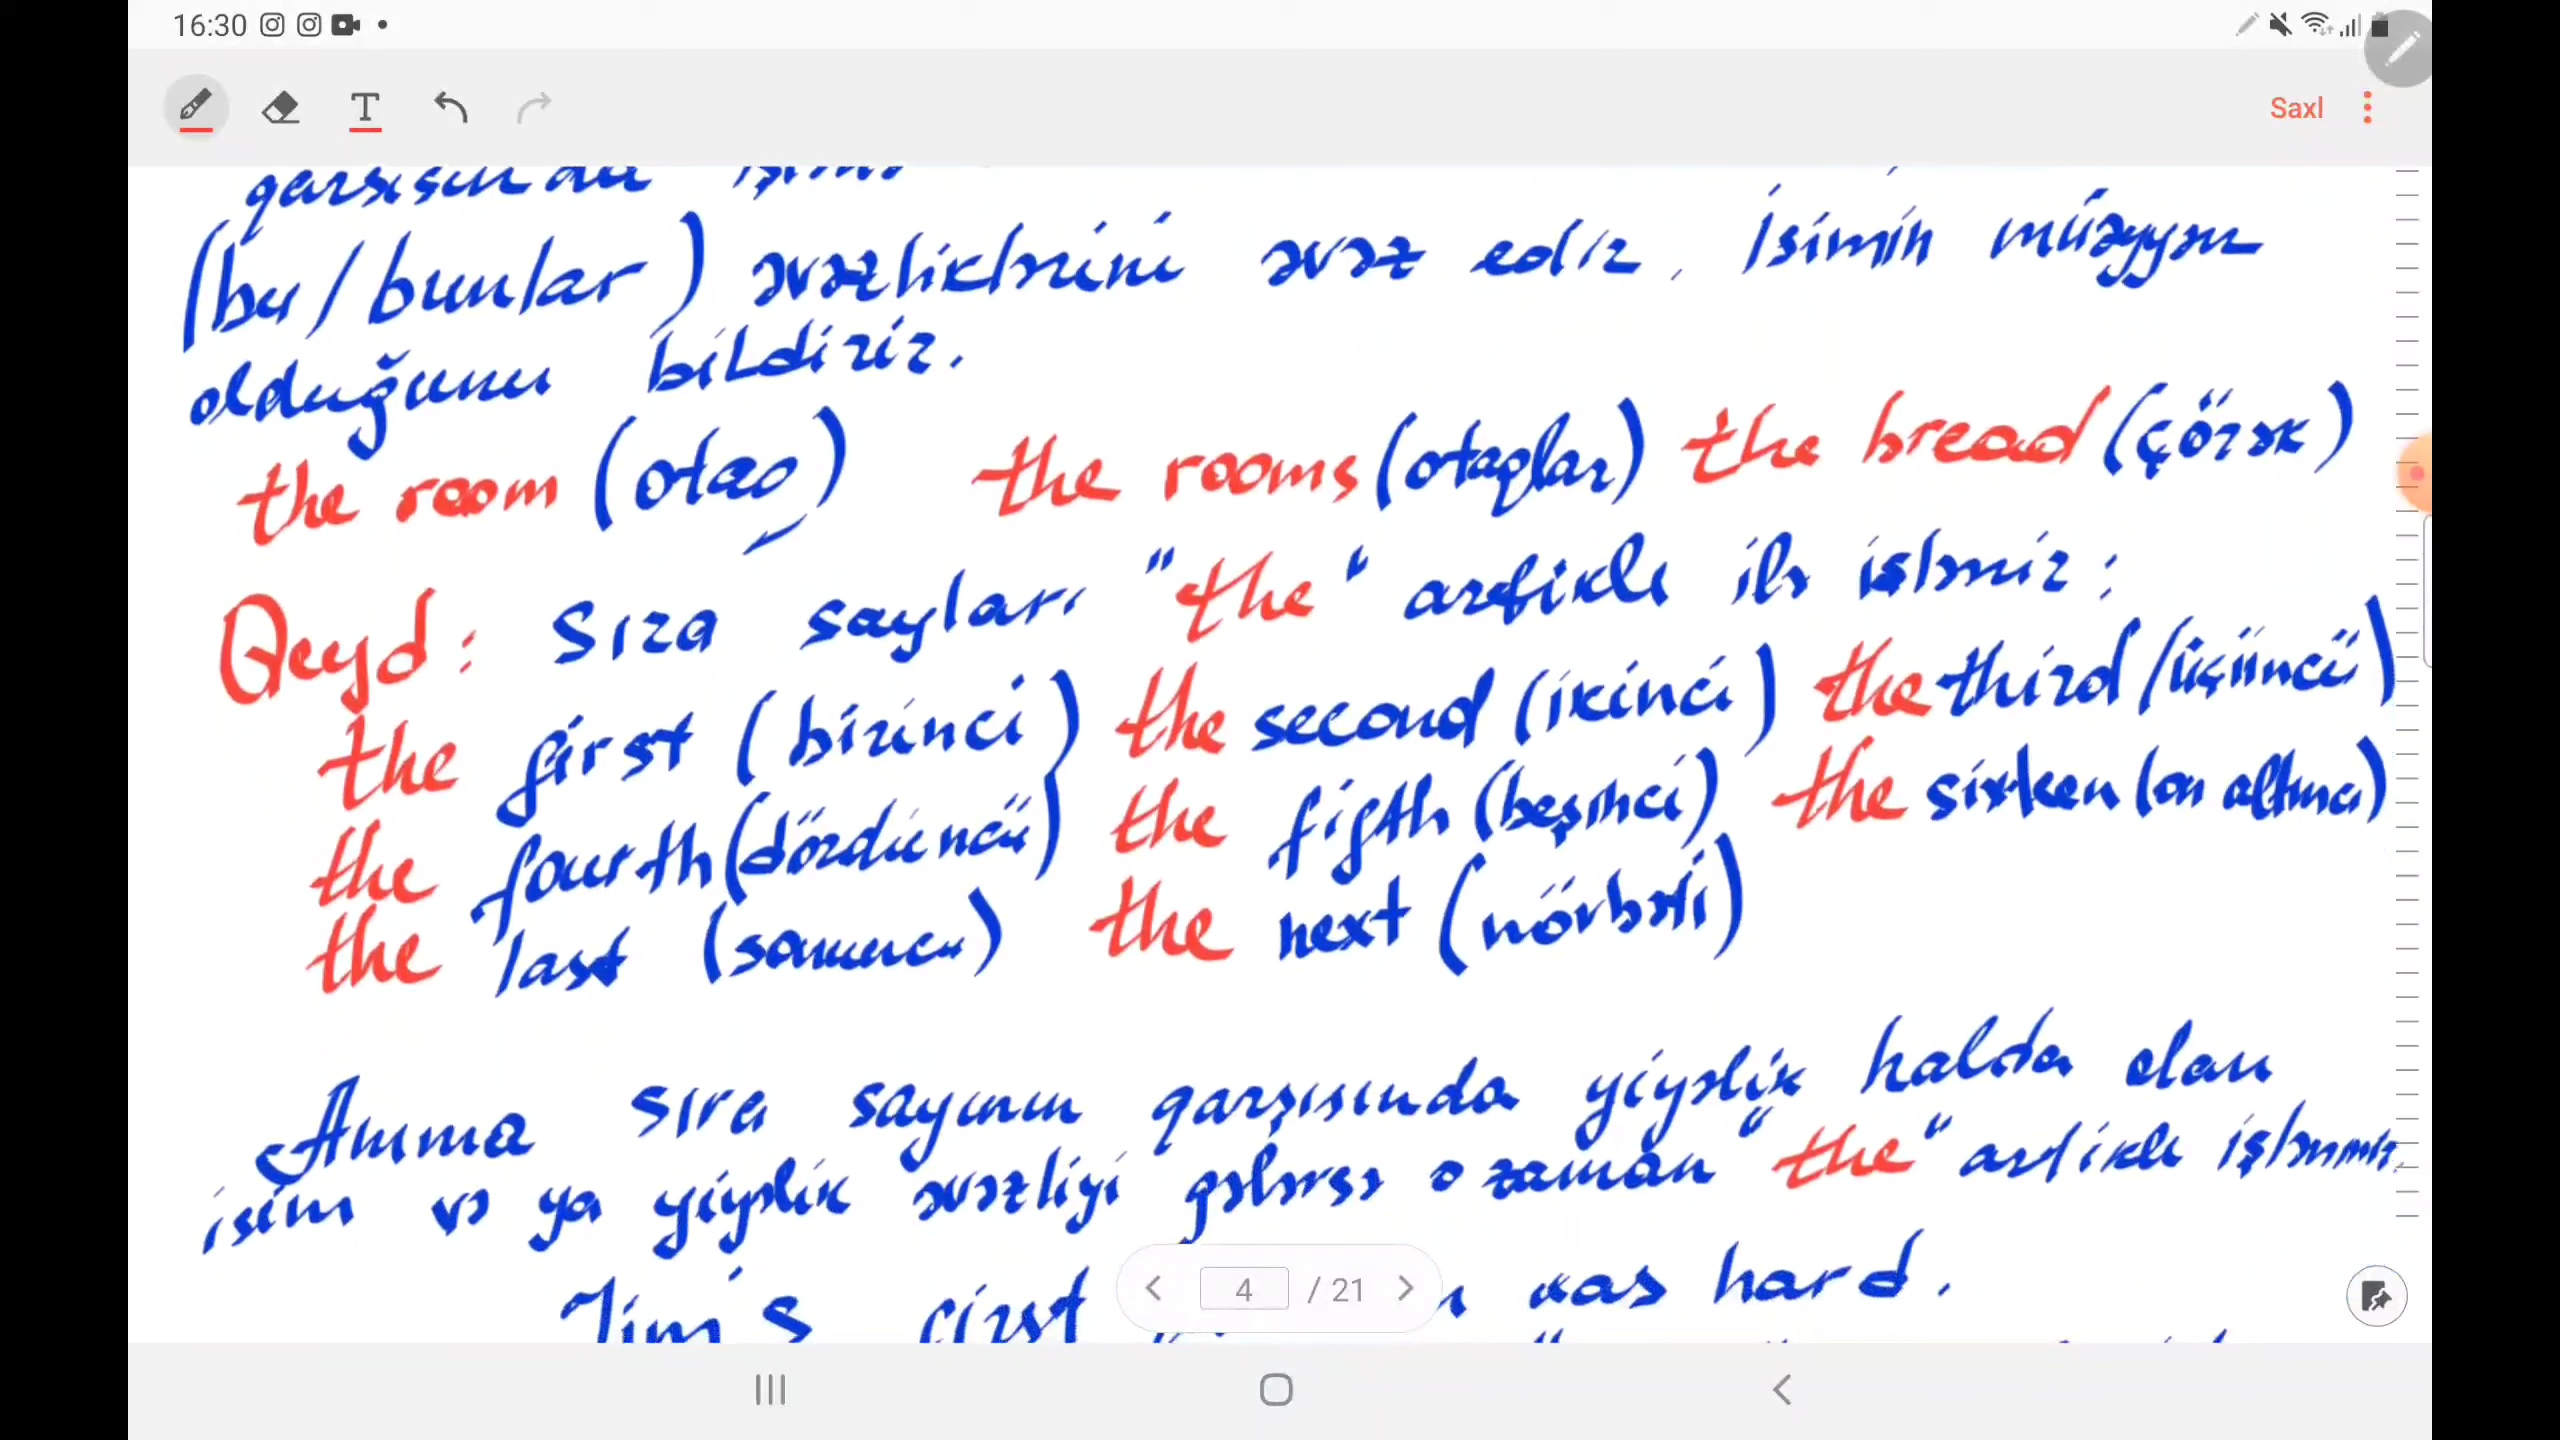 16:30
T
Saxl
qarşısında
(bu/bunlar) əvəzliklərini əvəz edir. İsimin müəyyən
olduğunu bildirir.
the room (otaq) the rooms (otaqlar) the bread (çörək)
Qeyd: Sıra sayları "the" artikli ilə işlənir:
the first (birinci) the second (ikinci) the third (üçüncü)
the fourth (dördüncü) the fifth (beşinci) the sixteen (on altıncı)
the last (sonuncu) the next (növbəti)
Amma sıra sayının qarşısında yiyəlik halda olan
isim və ya yiyəlik əvəzliyi gələrsə o zaman "the" artikli işlənmir.
Jim's first was hard.
4 / 21